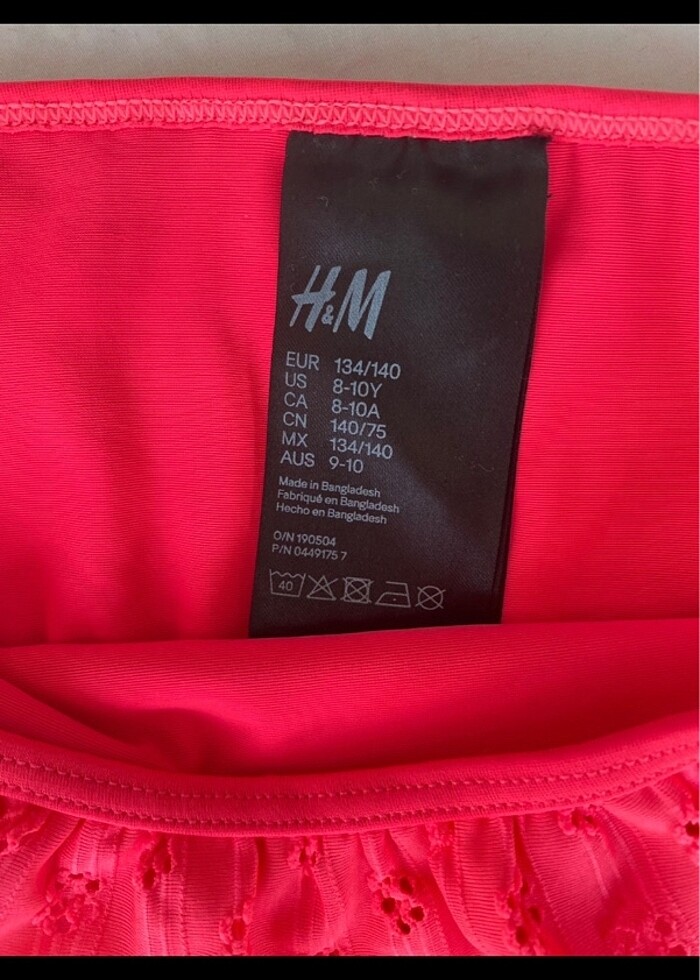 H&M
EUR 134/140
US 8-10Y
CA 8-10A
CN 140/75
MX 134/140
AUS 9-10
Made in Bangladesh
Fabriqué en Bangladesh
Hecho en Bangladesh
O/N 190504
P/N 0449175 7
40